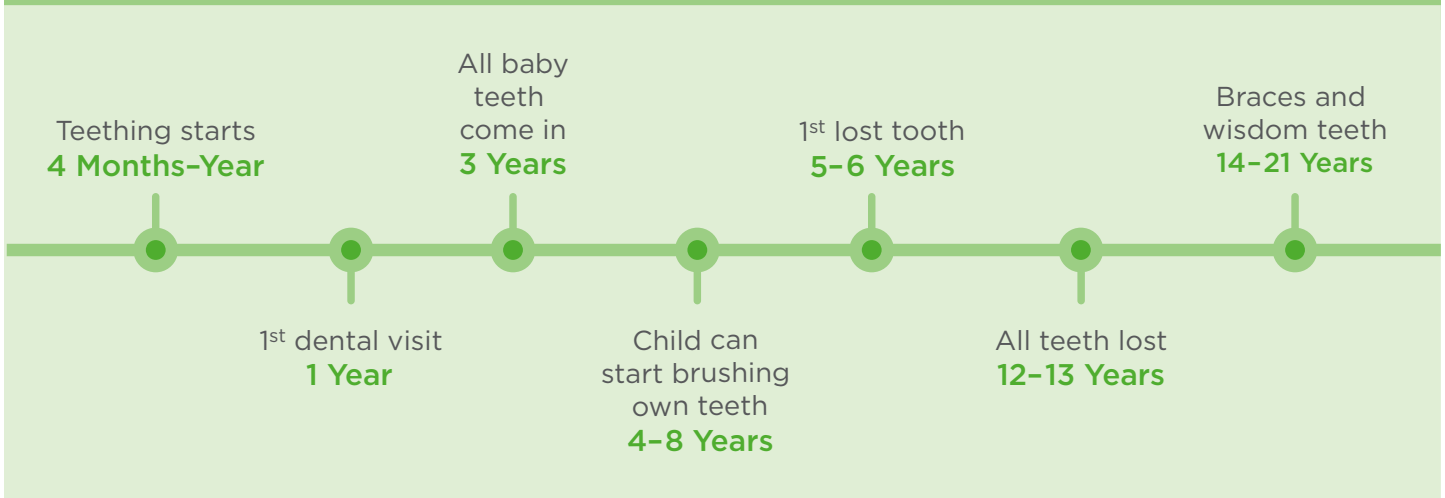 Teething starts
4 Months–Year
1st dental visit
1 Year
All baby
teeth
come in
3 Years
Child can
start brushing
own teeth
4–8 Years
1st lost tooth
5–6 Years
All teeth lost
12–13 Years
Braces and
wisdom teeth
14–21 Years